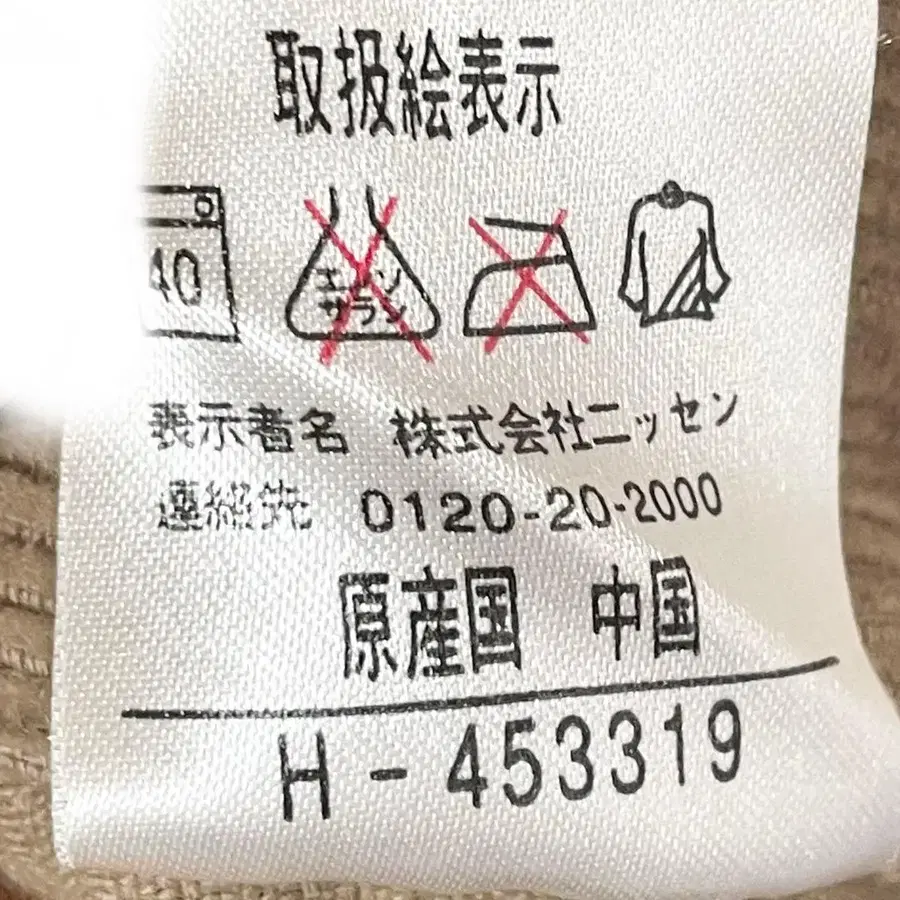 取扱絵表示
40 エンソ
サラシ
表示者名 株式会社ニッセン
連絡先 0120-20-2000
原産国 中国
H-453319